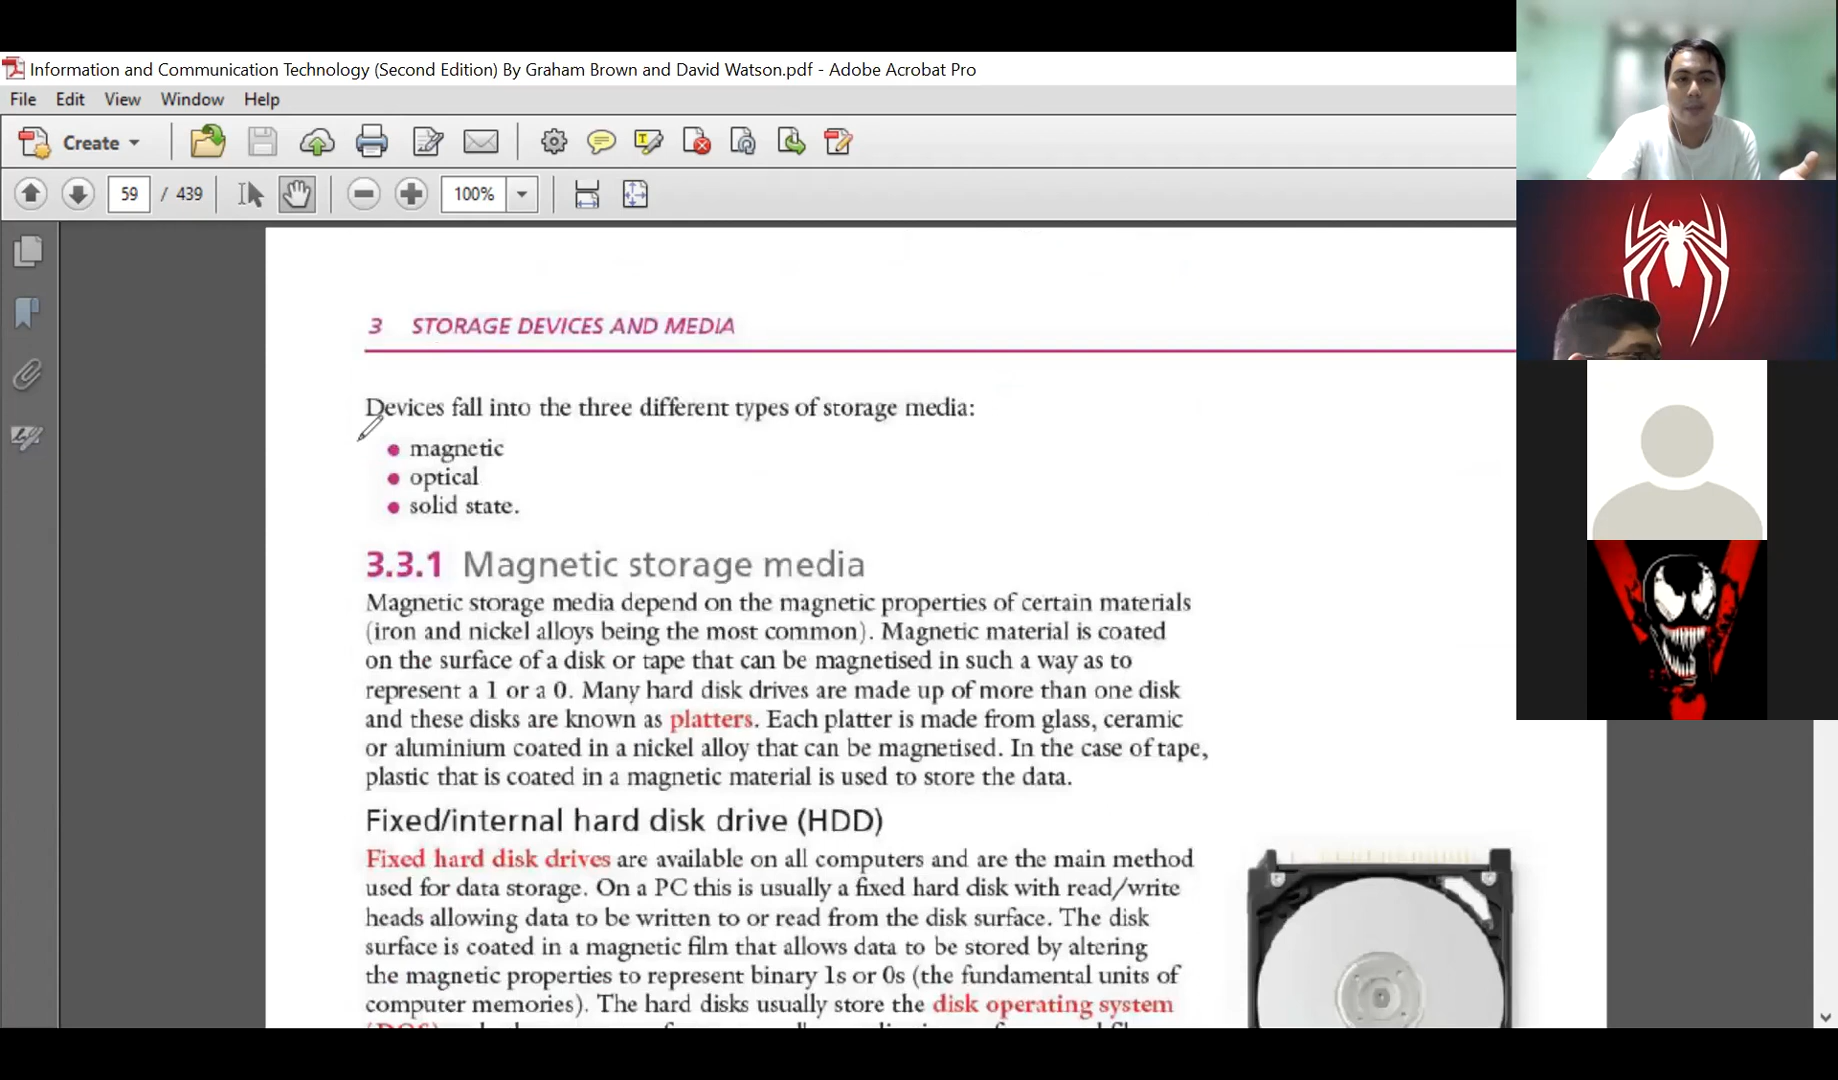 Information and Communication Technology (Second Edition) By Graham Brown and David Watson.pdf - Adobe Acrobat Pro
File Edit View Window Help
Create
59 / 439 100%
3 STORAGE DEVICES AND MEDIA
Devices fall into the three different types of storage media:
● magnetic
● optical
● solid state.
3.3.1 Magnetic storage media
Magnetic storage media depend on the magnetic properties of certain materials
(iron and nickel alloys being the most common). Magnetic material is coated
on the surface of a disk or tape that can be magnetised in such a way as to
represent a 1 or a 0. Many hard disk drives are made up of more than one disk
and these disks are known as platters. Each platter is made from glass, ceramic
or aluminium coated in a nickel alloy that can be magnetised. In the case of tape,
plastic that is coated in a magnetic material is used to store the data.
Fixed/internal hard disk drive (HDD)
Fixed hard disk drives are available on all computers and are the main method
used for data storage. On a PC this is usually a fixed hard disk with read/write
heads allowing data to be written to or read from the disk surface. The disk
surface is coated in a magnetic film that allows data to be stored by altering
the magnetic properties to represent binary 1s or 0s (the fundamental units of
computer memories). The hard disks usually store the disk operating system